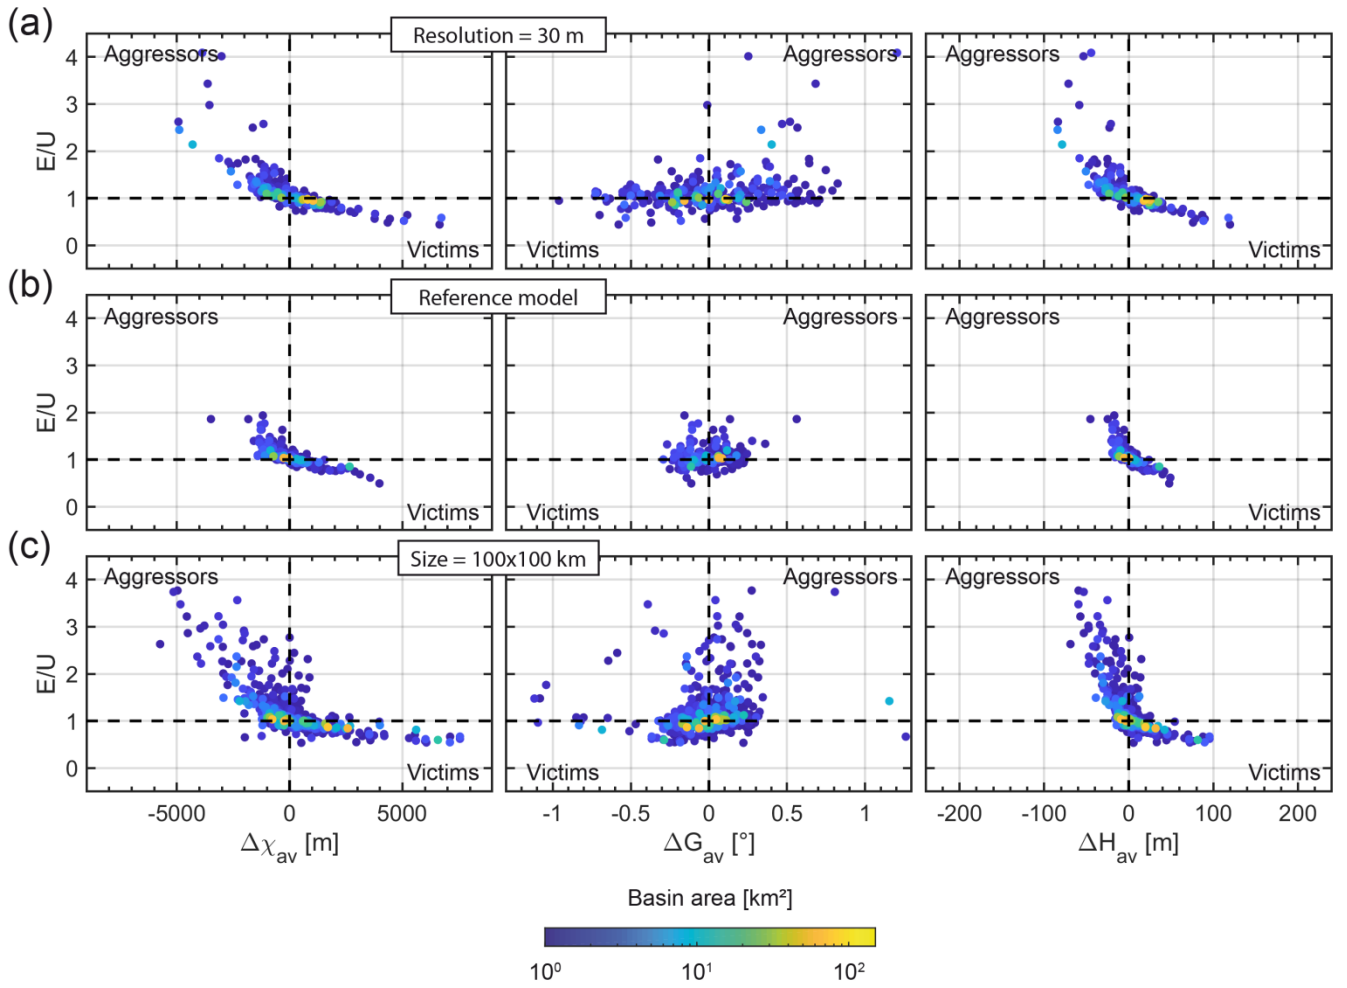 (a)
Resolution = 30 m
Aggressors
Aggressors
Aggressors
4
3
2
1
0
E/U
Victims
Victims
Victims
(b)
Reference model
Aggressors
Aggressors
Aggressors
4
3
2
1
0
E/U
Victims
Victims
Victims
(c)
Size = 100x100 km
Aggressors
Aggressors
Aggressors
4
3
2
1
0
E/U
Victims
Victims
Victims
-5000 0 5000
-1 -0.5 0 0.5 1
-200 -100 0 100 200
Δχav [m]
ΔGav [°]
ΔHav [m]
Basin area [km²]
10⁰ 10¹ 10²